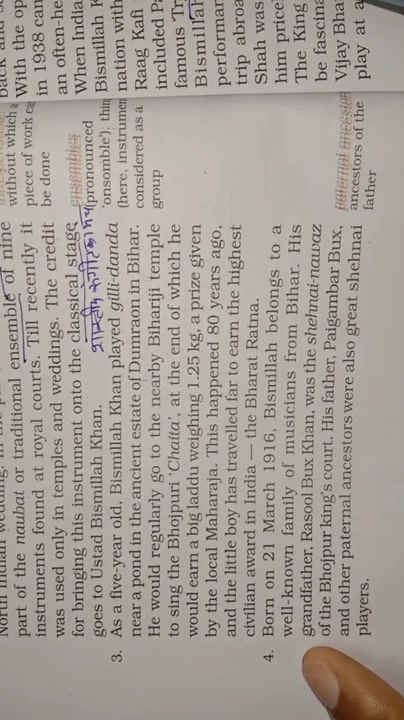 North Indian wedding.
part of the naubat or traditional ensemble of nine
instruments found at royal courts. Till recently it
was used only in temples and weddings. The credit
for bringing this instrument onto the classical stage
goes to Ustad Bismillah Khan.
3. As a five-year old, Bismillah Khan played gilli-danda
near a pond in the ancient estate of Dumraon in Bihar.
He would regularly go to the nearby Bihariji temple
to sing the Bhojpuri 'Chaita', at the end of which he
would earn a big laddu weighing 1.25 kg, a prize given
by the local Maharaja. This happened 80 years ago,
and the little boy has travelled far to earn the highest
civilian award in India — the Bharat Ratna.
4. Born on 21 March 1916, Bismillah belongs to a
well-known family of musicians from Bihar. His
grandfather, Rasool Bux Khan, was the shehnai-nawaz
of the Bhojpur king's court. His father, Paigambar Bux,
and other paternal ancestors were also great shehnai
players.
without which a
piece of work ca
be done
ensembles
(pronounced
'onsomble'): thin
(here, instrumen
considered as a
group
paternal ancestors
ancestors of the
father
back and
With the op
in 1938 can
an often-he
When India
Bismillah K
nation with
Raag Kafi
included Pa
famous Tr
Bismillah
performan
trip abroa
Shah was
him price
The King
be fascina
Vijay Bha
play at a